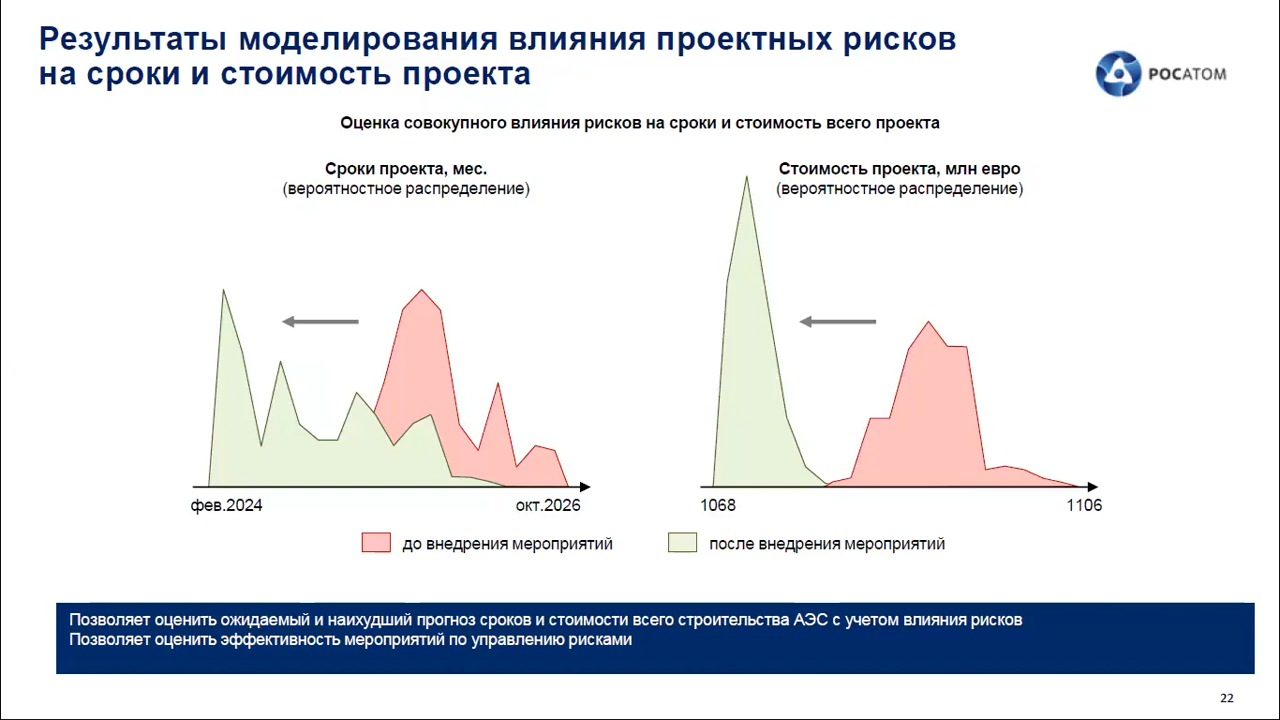 Результаты моделирования влияния проектных рисков
на сроки и стоимость проекта
РОСАТОМ
Оценка совокупного влияния рисков на сроки и стоимость всего проекта
Сроки проекта, мес.
(вероятностное распределение)
Стоимость проекта, млн евро
(вероятностное распределение)
фев.2024
окт.2026
1068
1106
до внедрения мероприятий
после внедрения мероприятий
Позволяет оценить ожидаемый и наихудший прогноз сроков и стоимости всего строительства АЭС с учетом влияния рисков
Позволяет оценить эффективность мероприятий по управлению рисками
22